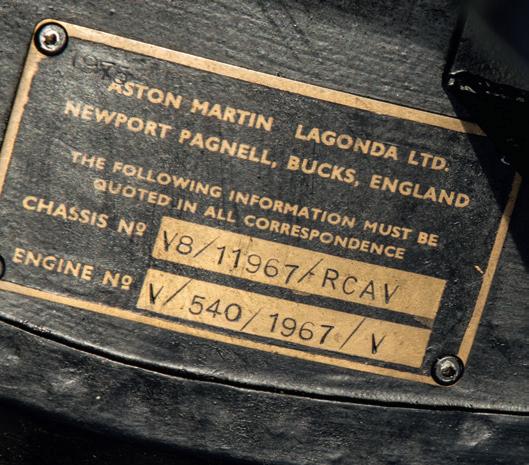 ASTON MARTIN LAGONDA LTD.
NEWPORT PAGNELL, BUCKS, ENGLAND
THE FOLLOWING INFORMATION MUST BE
QUOTED IN ALL CORRESPONDENCE
CHASSIS Nº V8/11967/RCAV
ENGINE Nº V/540/1967/V